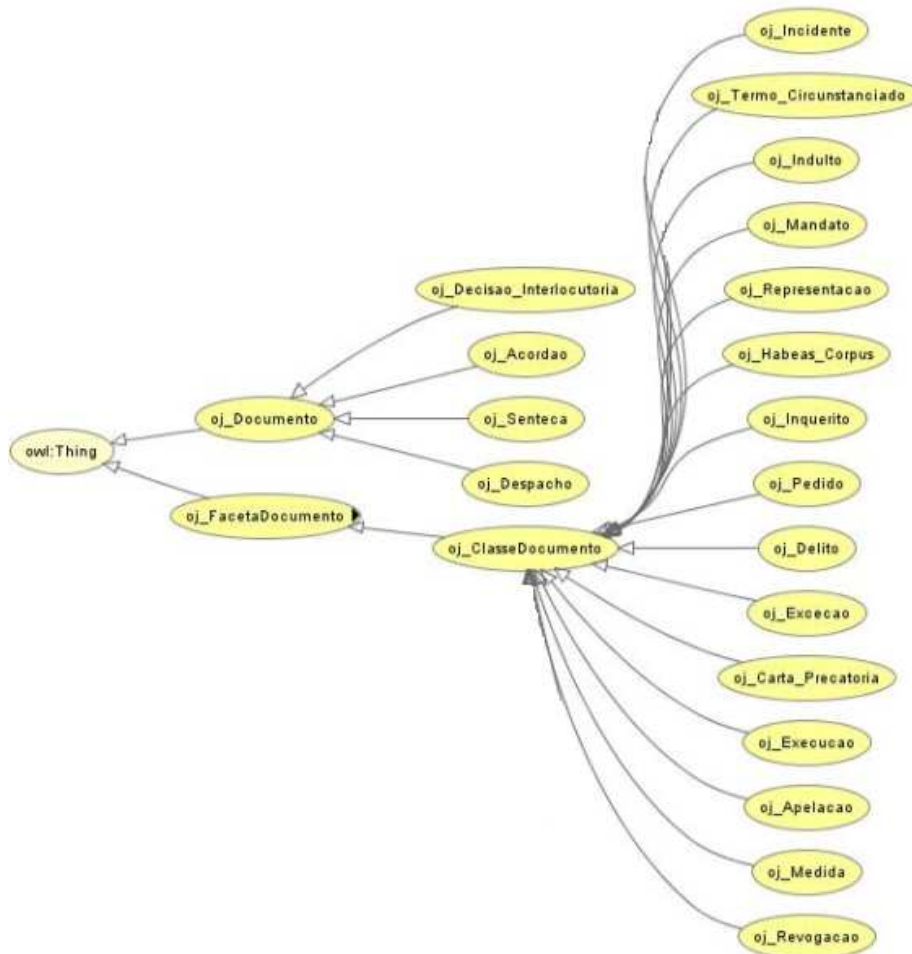 oj_Incidente
oj_Termo_Circunstanciado
oj_Indulto
oj_Mandato
oj_Decisao_Interlocutoria
oj_Representacao
oj_Acordao
oj_Habeas_Corpus
oj_Documento
oj_Senteca
oj_Inquerito
owl:Thing
oj_Despacho
oj_Pedido
oj_FacetaDocumento
oj_ClasseDocumento
oj_Delito
oj_Excecao
oj_Carta_Precatoria
oj_Execucao
oj_Apelacao
oj_Medida
oj_Revogacao